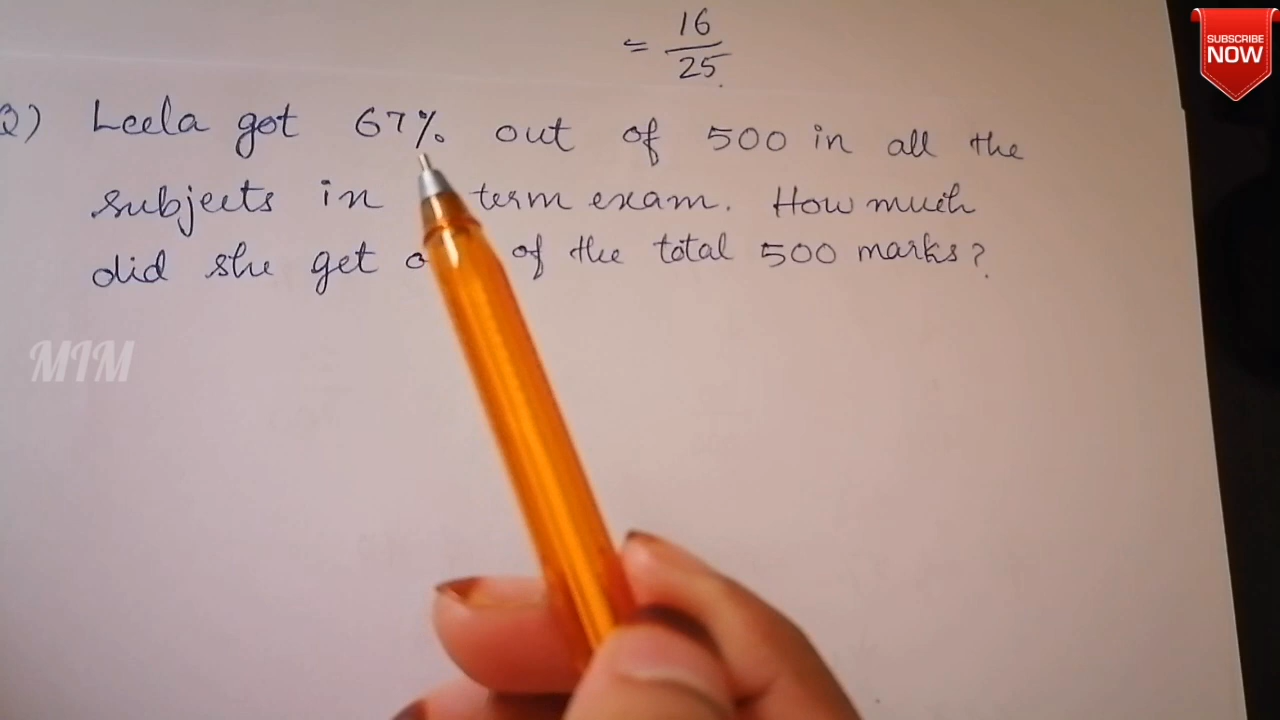 = 16
25
SUBSCRIBE
NOW
Q) Leela got 67% out of 500 in all the
subjects in term exam. How much
did she get of the total 500 marks?
MIM